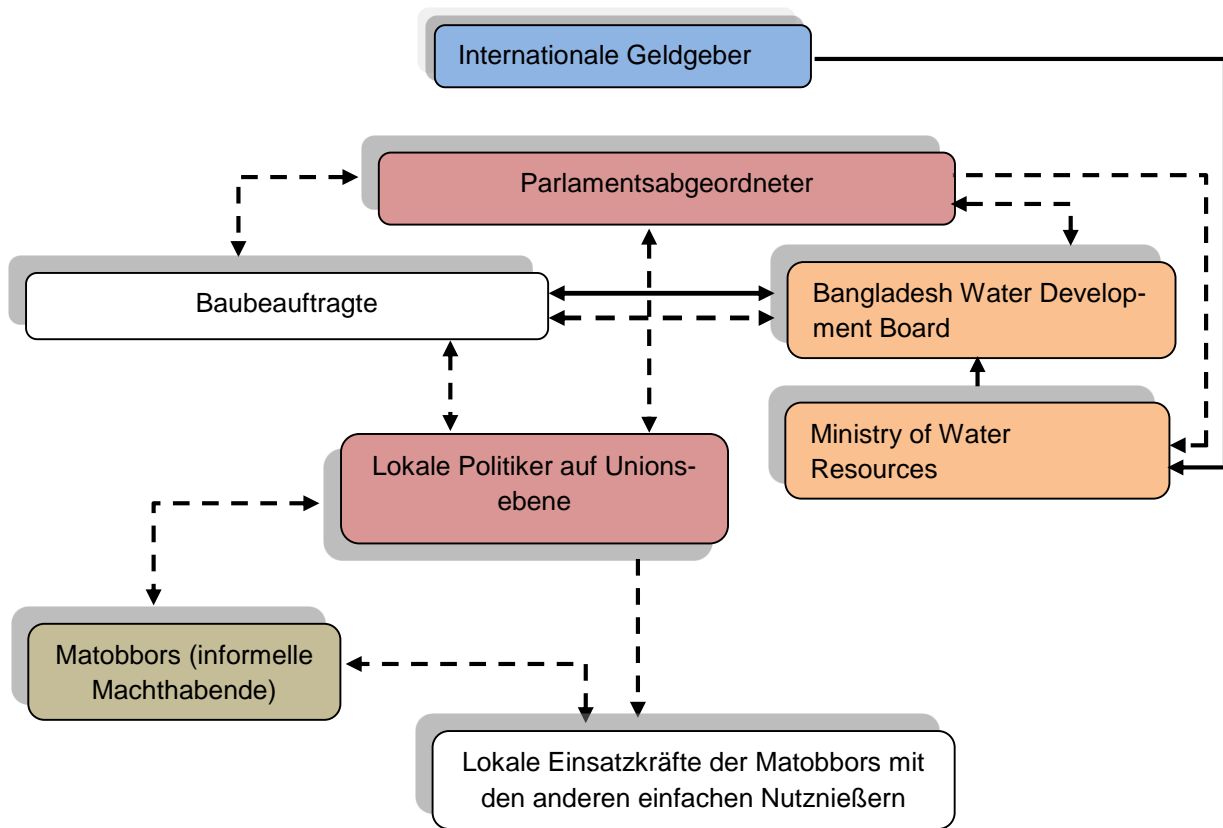 Internationale Geldgeber
Parlamentsabgeordneter
Baubeauftragte
Bangladesh Water Develop-
ment Board
Ministry of Water
Resources
Lokale Politiker auf Unions-
ebene
Matobbors (informelle
Machthabende)
Lokale Einsatzkräfte der Matobbors mit
den anderen einfachen Nutznießern